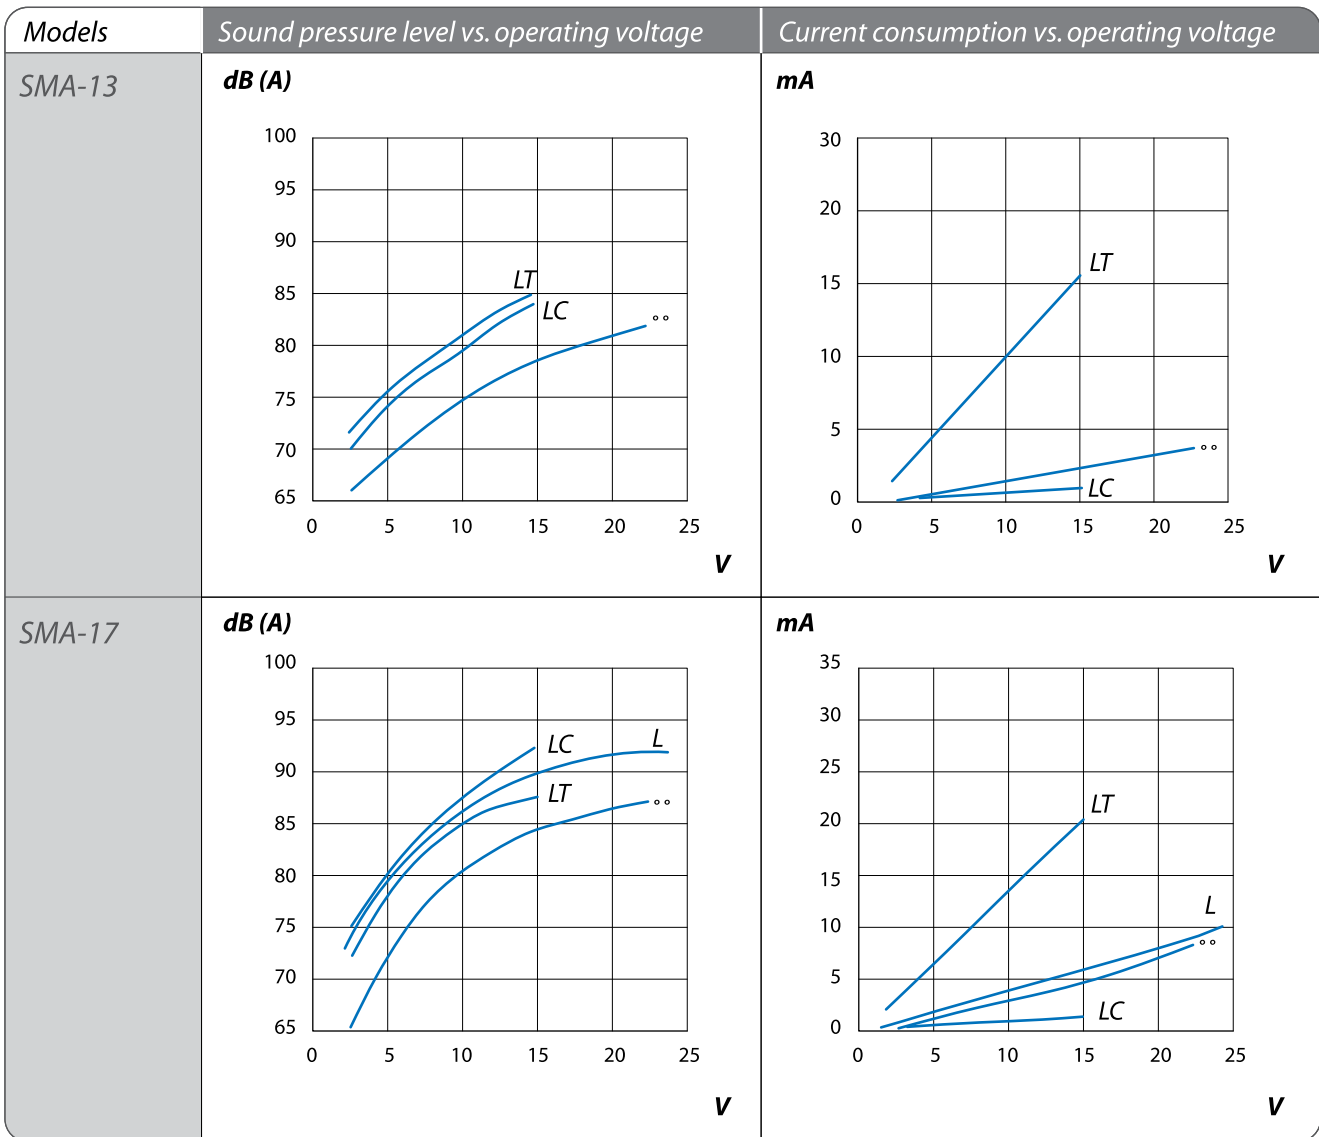 Models
Sound pressure level vs. operating voltage
Current consumption vs. operating voltage
SMA-13
dB (A)
100
95
90
85
80
75
70
65
0 5 10 15 20 25
V
LT
LC
°°
mA
30
20
15
10
5
0
0 5 10 15 20 25
V
LT
°°
LC
SMA-17
dB (A)
100
95
90
85
80
75
70
65
0 5 10 15 20 25
V
LC
L
LT
°°
mA
35
30
25
20
15
10
5
0
0 5 10 15 20 25
V
LT
L
°°
LC